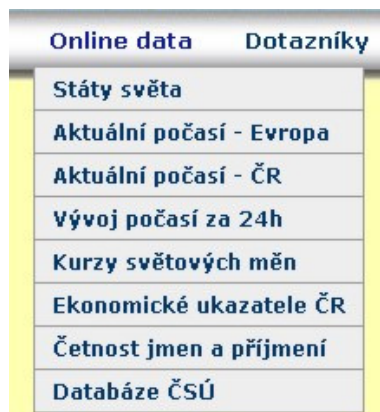 Online data Dotazníky
Státy světa
Aktuální počasí - Evropa
Aktuální počasí - ČR
Vývoj počasí za 24h
Kurzy světových měn
Ekonomické ukazatele ČR
Četnost jmen a příjmení
Databáze ČSÚ